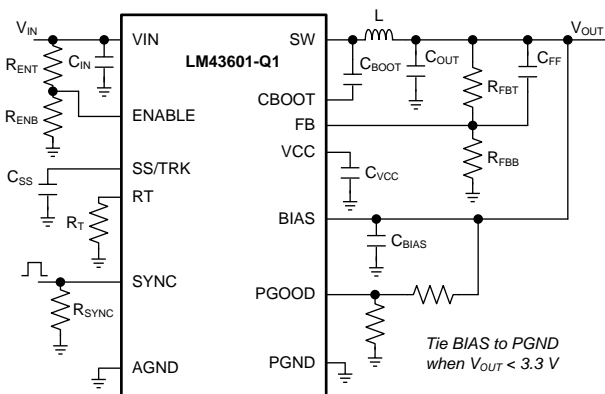 V_IN VIN LM43601-Q1 SW L V_OUT
R_ENT C_IN C_BOOT C_OUT R_FBT C_FF
CBOOT
R_ENB ENABLE FB
VCC R_FBB
C_SS SS/TRK C_VCC
RT
R_T BIAS
C_BIAS
SYNC PGOOD
R_SYNC
Tie BIAS to PGND
when V_OUT < 3.3 V
AGND PGND